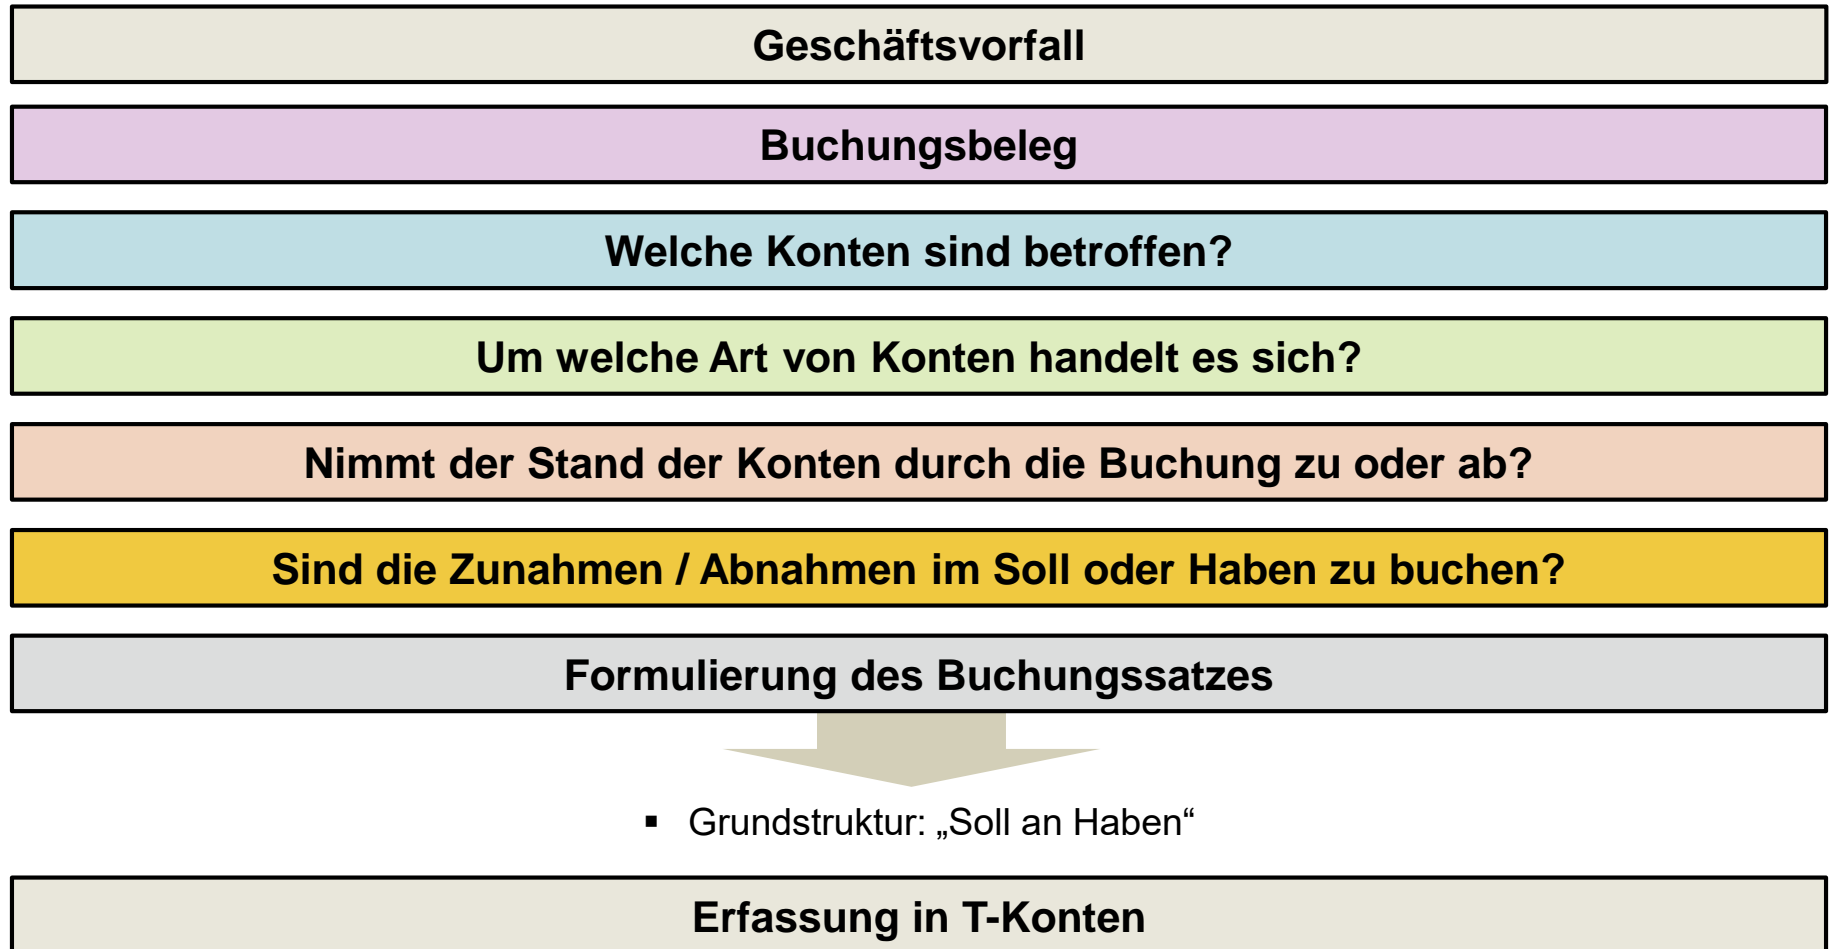 Geschäftsvorfall
Buchungsbeleg
Welche Konten sind betroffen?
Um welche Art von Konten handelt es sich?
Nimmt der Stand der Konten durch die Buchung zu oder ab?
Sind die Zunahmen / Abnahmen im Soll oder Haben zu buchen?
Formulierung des Buchungssatzes
▪ Grundstruktur: „Soll an Haben“
Erfassung in T-Konten